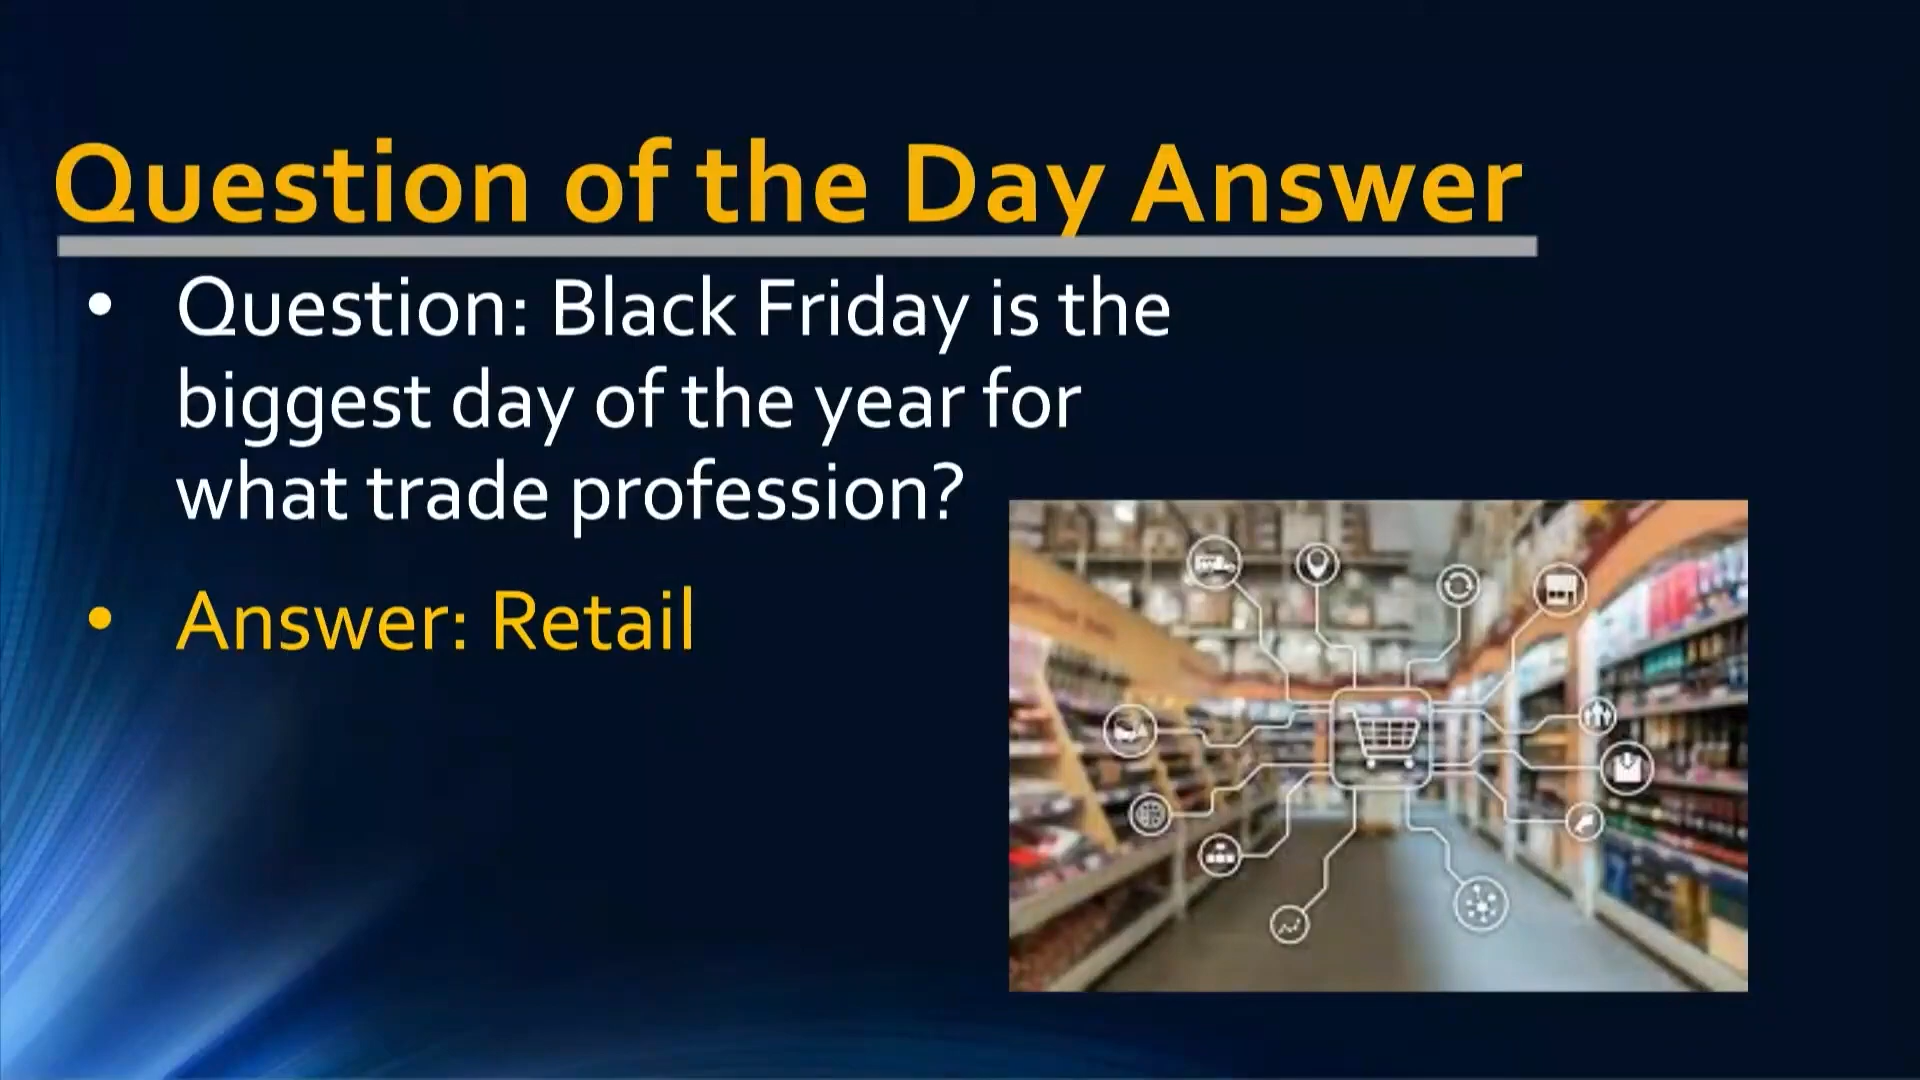 Question of the Day Answer
• Question: Black Friday is the
biggest day of the year for
what trade profession?
• Answer: Retail